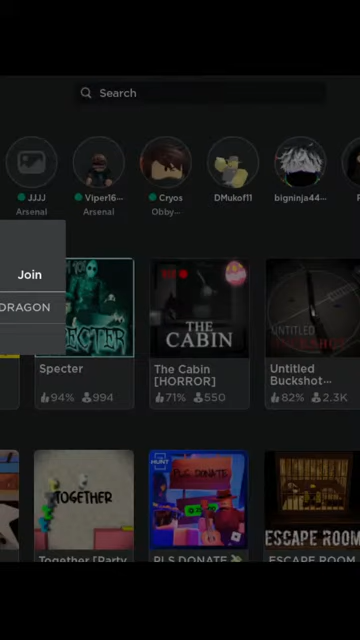 Search
JJJJ
Viper16...
Cryos
DMukof11
bigninja44...
Arsenal
Arsenal
Obby...
Join
DRAGON
SPECTER
THE
CABIN
UNTITLED
BUCKSHOT
Specter
The Cabin
[HORROR]
Untitled
Buckshot...
94% 994
71% 550
82% 2.3K
TOGETHER
HUNT
PLS DONATE
ESCAPE ROOM
Together [Party
PLS DONATE
ESCAPE ROOM